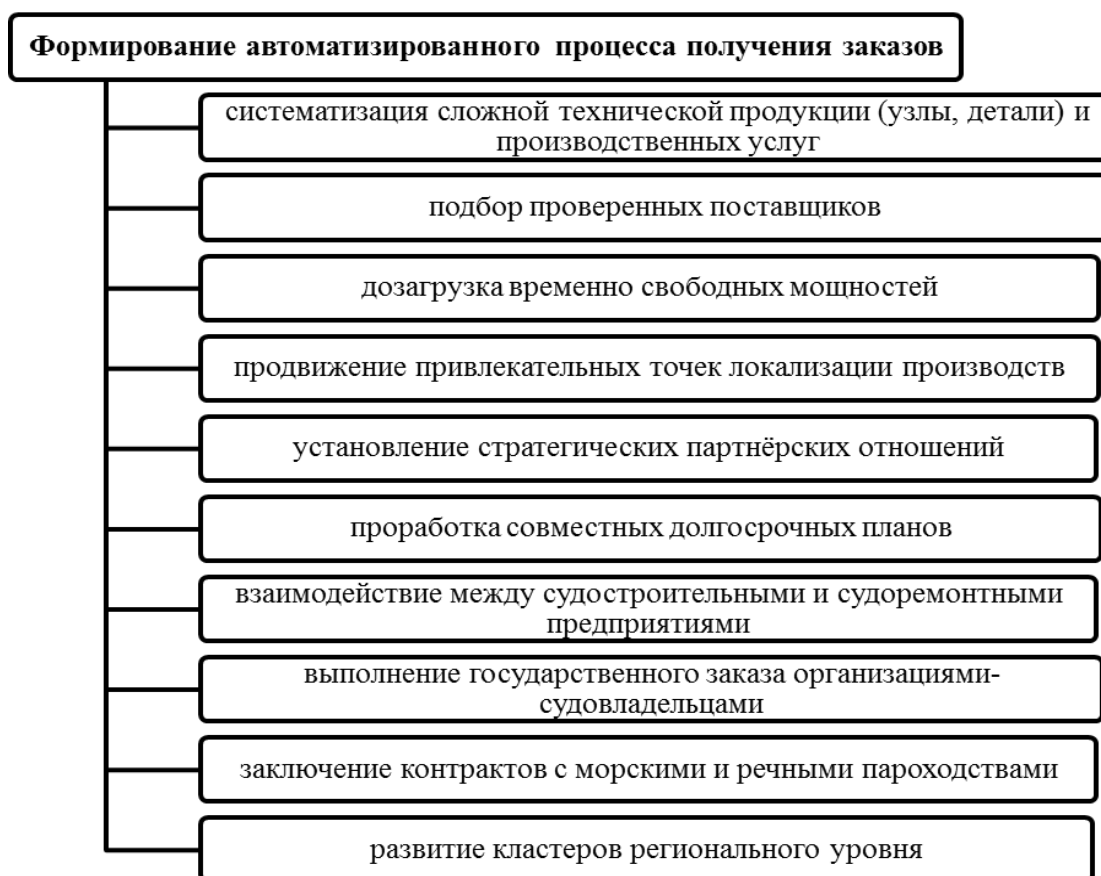 Формирование автоматизированного процесса получения заказов
систематизация сложной технической продукции (узлы, детали) и
производственных услуг
подбор проверенных поставщиков
дозагрузка временно свободных мощностей
продвижение привлекательных точек локализации производств
установление стратегических партнёрских отношений
проработка совместных долгосрочных планов
взаимодействие между судостроительными и судоремонтными
предприятиями
выполнение государственного заказа организациями-
судовладельцами
заключение контрактов с морскими и речными пароходствами
развитие кластеров регионального уровня